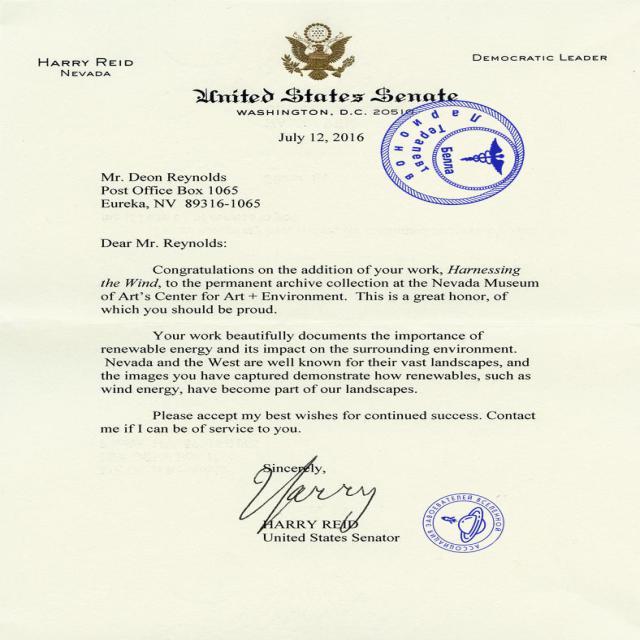 HARRY REID
NEVADA
DEMOCRATIC LEADER
United States Senate
WASHINGTON, D.C. 20510
July 12, 2016
Ларионов
Терапевт
Белла
Mr. Deon Reynolds
Post Office Box 1065
Eureka, NV 89316-1065
Dear Mr. Reynolds:
Congratulations on the addition of your work, Harnessing
the Wind, to the permanent archive collection at the Nevada Museum
of Art's Center for Art + Environment. This is a great honor, of
which you should be proud.
Your work beautifully documents the importance of
renewable energy and its impact on the surrounding environment.
Nevada and the West are well known for their vast landscapes, and
the images you have captured demonstrate how renewables, such as
wind energy, have become part of our landscapes.
Please accept my best wishes for continued success. Contact
me if I can be of service to you.
Sincerely,
Harry
HARRY REID
United States Senator
АССОЦИАЦИЯ ЗАВОЕВАТЕЛЕЙ ВСЕЛЕННОЙ